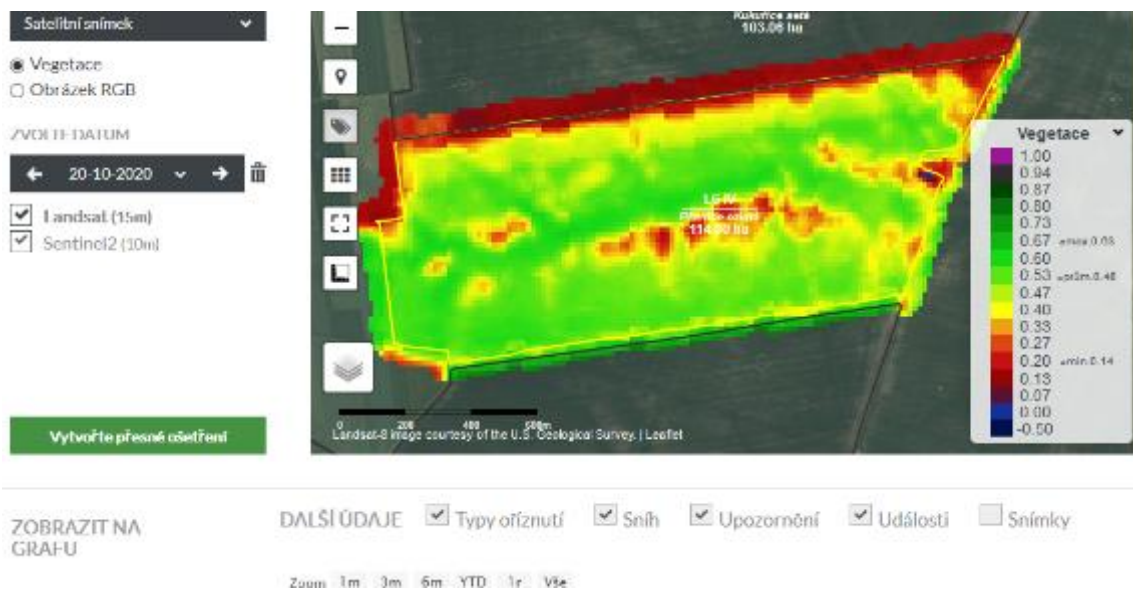 Satelitní snímek
Vegetace
Obrázek RGB
ZVOLTE DATUM
20-10-2020
Landsat (15m)
Sentinel2 (10m)
Vytvořte přesné ošetření
Kukuřice setá
103.06 ha
114.00 ha
0 200 400 500m
Landsat-8 image courtesy of the U.S. Geological Survey. | Leaflet
Vegetace
1.00
0.94
0.87
0.80
0.73
0.67
0.60
0.53
0.47
0.40
0.33
0.27
0.20
0.13
0.07
0.00
-0.50
ZOBRAZIT NA
GRAFU
DALŠÍ ÚDAJE Typy oříznutí Sníh Upozornění Události Snímky
Zoom 1m 3m 6m YTD 1r Vše